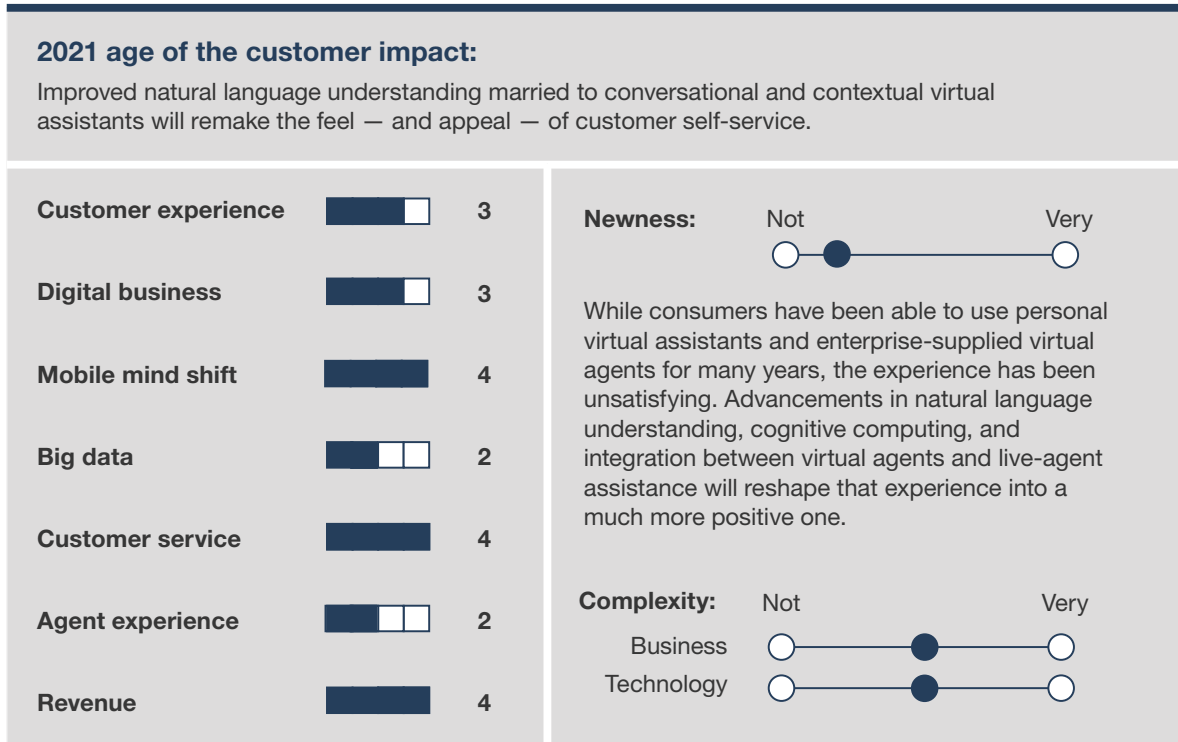 2021 age of the customer impact:
Improved natural language understanding married to conversational and contextual virtual
assistants will remake the feel — and appeal — of customer self-service.
Customer experience 3
Digital business 3
Mobile mind shift 4
Big data 2
Customer service 4
Agent experience 2
Revenue 4
Newness: Not Very
While consumers have been able to use personal
virtual assistants and enterprise-supplied virtual
agents for many years, the experience has been
unsatisfying. Advancements in natural language
understanding, cognitive computing, and
integration between virtual agents and live-agent
assistance will reshape that experience into a
much more positive one.
Complexity: Not Very
Business
Technology